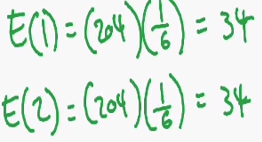 E(1) = (204)(1/6) = 34
E(2) = (204)(1/6) = 34